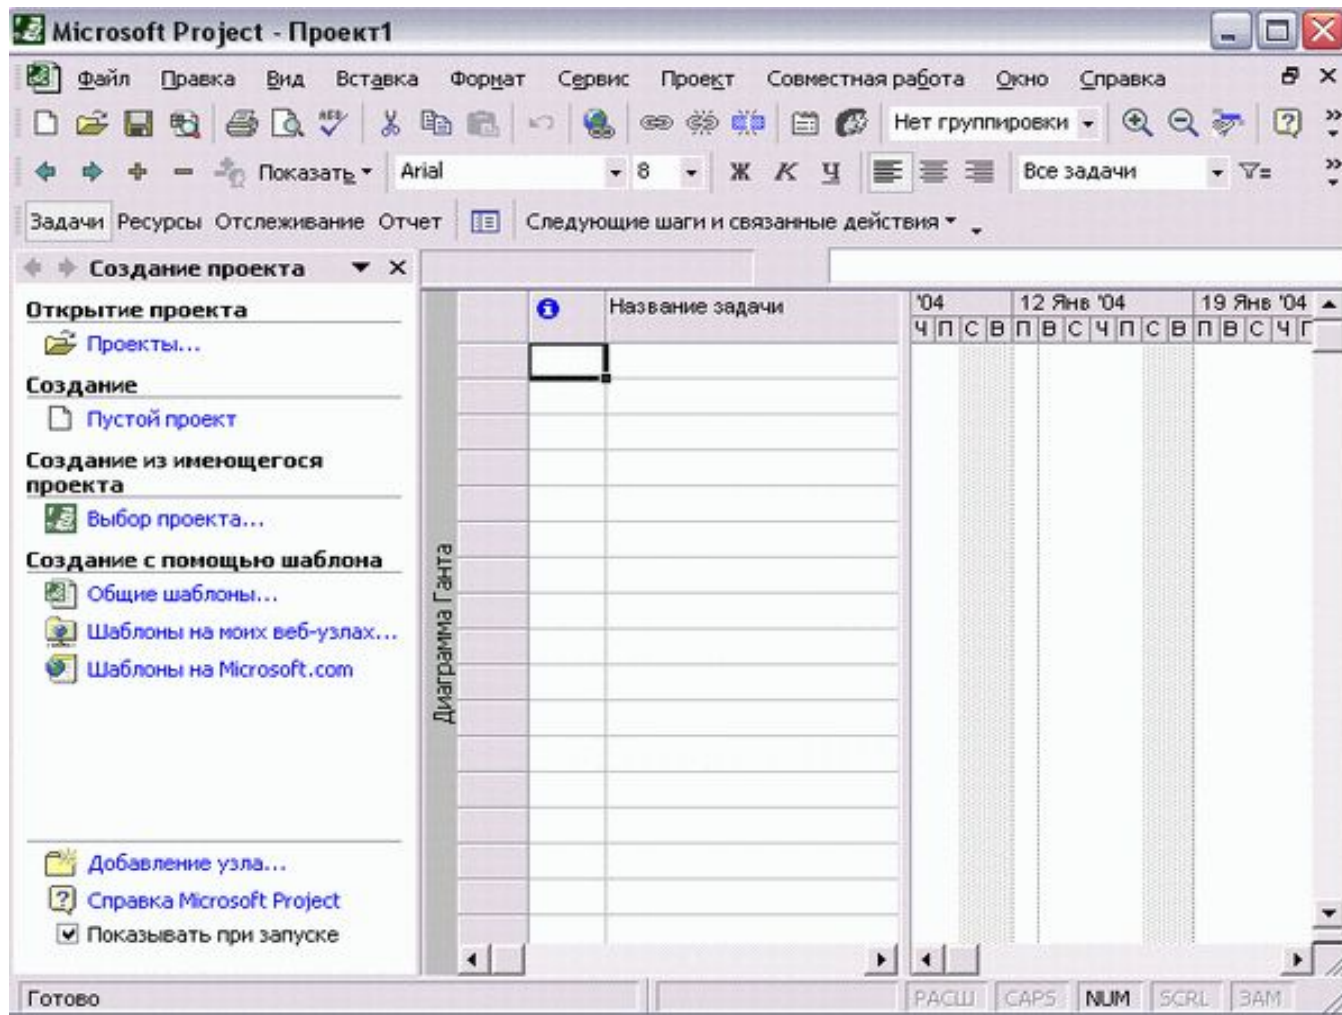 Microsoft Project - Проект1
Файл Правка Вид Вставка Формат Сервис Проект Совместная работа Окно Справка
Нет группировки
Показать Arial 8 Ж К Ч Все задачи
Задачи Ресурсы Отслеживание Отчет Следующие шаги и связанные действия
Создание проекта
Открытие проекта
Проекты...
Создание
Пустой проект
Создание из имеющегося
проекта
Выбор проекта...
Создание с помощью шаблона
Общие шаблоны...
Шаблоны на моих веб-узлах...
Шаблоны на Microsoft.com
Добавление узла...
Справка Microsoft Project
Показывать при запуске
Диаграмма Ганта
Название задачи
'04 12 Янв '04 19 Янв '04
Ч П С В П В С Ч П С В П В С Ч П
Готово
РАСШ CAPS NUM SCRL ЗАМ